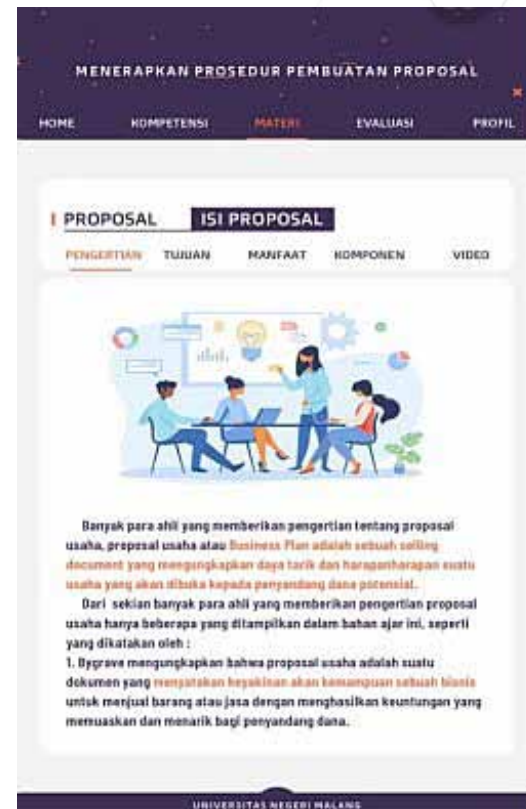 MENERAPKAN PROSEDUR PEMBUATAN PROPOSAL
HOME KOMPETENSI MATERI EVALUASI PROFIL
PROPOSAL ISI PROPOSAL
PENGERTIAN TUJUAN MANFAAT KOMPONEN VIDEO
Banyak para ahli yang memberikan pengertian tentang proposal
usaha, proposal usaha atau Business Plan adalah sebuah selling
document yang mengungkapkan daya tarik dan harapanharapan suatu
usaha yang akan dibuka kepada penyandang dana potensial.
Dari sekian banyak para ahli yang memberikan pengertian proposal
usaha hanya beberapa yang ditampilkan dalam bahan ajar ini, seperti
yang dikatakan oleh :
1. Bygrave mengungkapkan bahwa proposal usaha adalah suatu
dokumen yang menyatakan keyakinan akan kemampuan sebuah bisnis
untuk menjual barang atau jasa dengan menghasilkan keuntungan yang
memuaskan dan menarik bagi penyandang dana.
UNIVERSITAS NEGERI MALANG